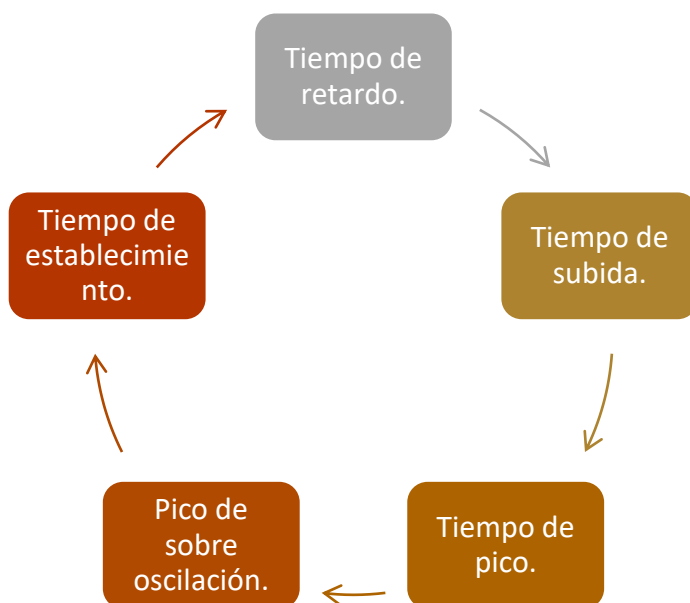 Tiempo de
retardo.
Tiempo de
subida.
Tiempo de
pico.
Pico de
sobre
oscilación.
Tiempo de
establecimie
nto.